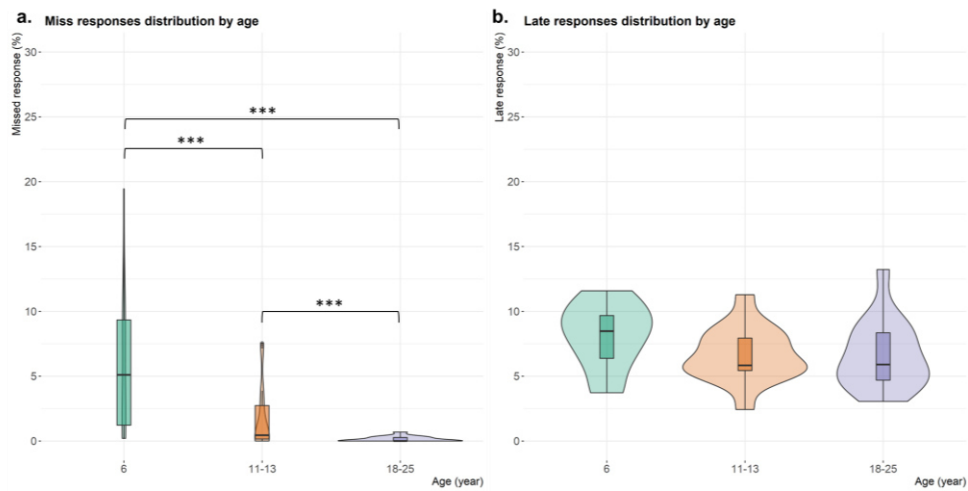 a. Miss responses distribution by age
Missed response (%)
30
25
20
15
10
5
0
***
***
***
6 11-13 18-25
Age (year)
b. Late responses distribution by age
Late response (%)
30
25
20
15
10
5
0
6 11-13 18-25
Age (year)